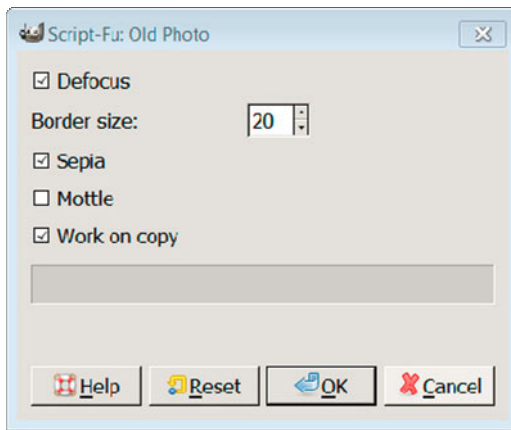 Script-Fu: Old Photo
Defocus
Border size: 20
Sepia
Mottle
Work on copy
Help Reset OK Cancel